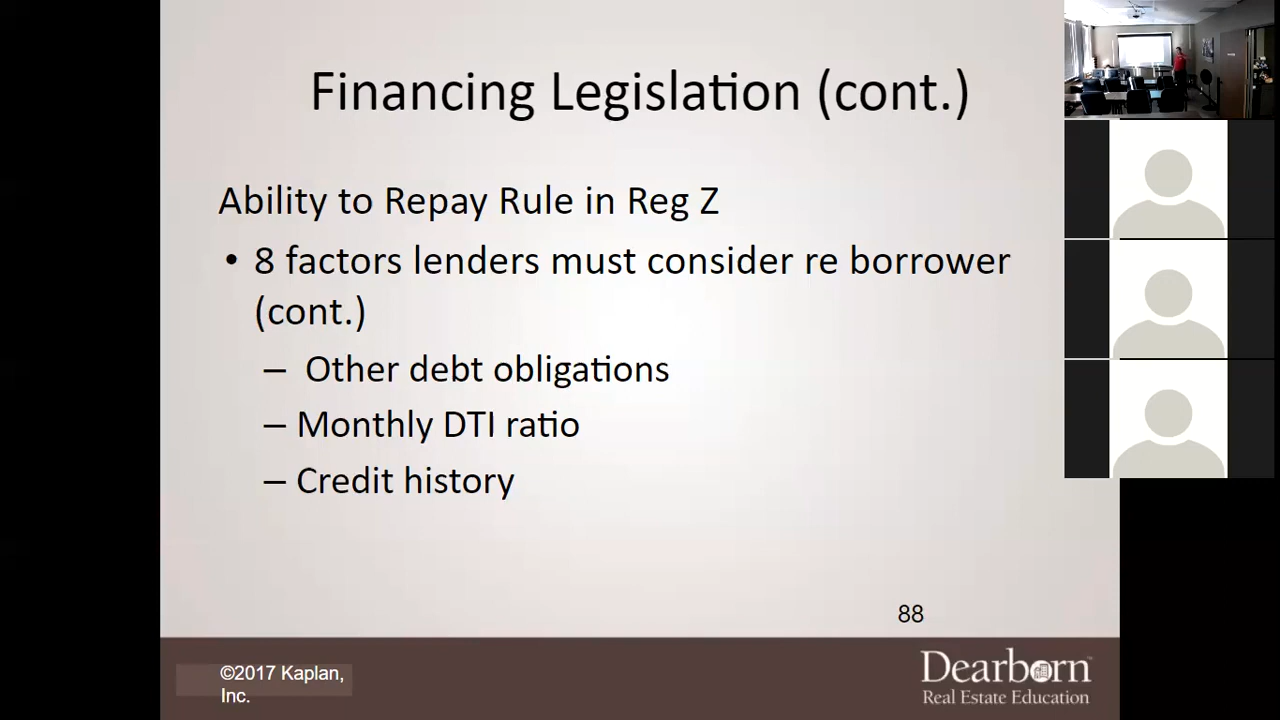 Financing Legislation (cont.)
Ability to Repay Rule in Reg Z
• 8 factors lenders must consider re borrower
(cont.)
– Other debt obligations
– Monthly DTI ratio
– Credit history
88
©2017 Kaplan,
Inc.
Dearborn™
Real Estate Education